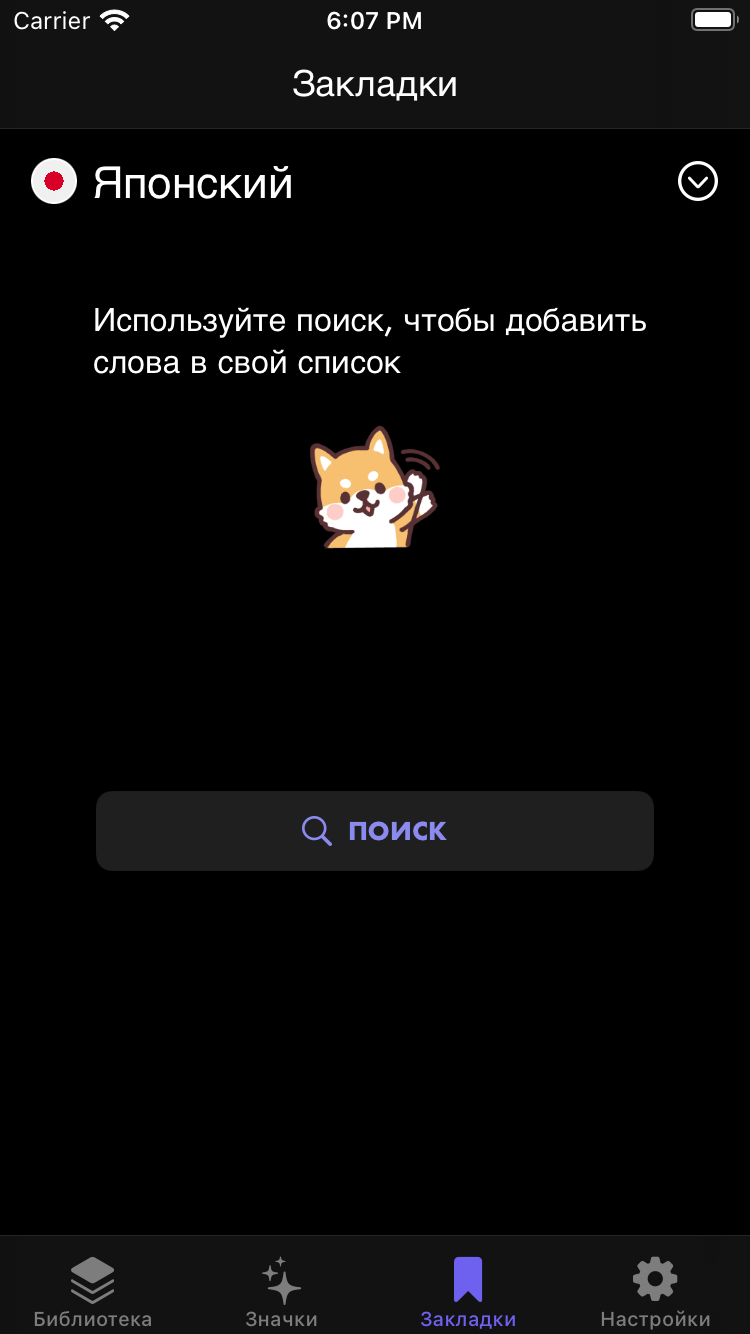 Carrier 6:07 PM
Закладки
Японский
Используйте поиск, чтобы добавить
слова в свой список
ПОИСК
Библиотека Значки Закладки Настройки